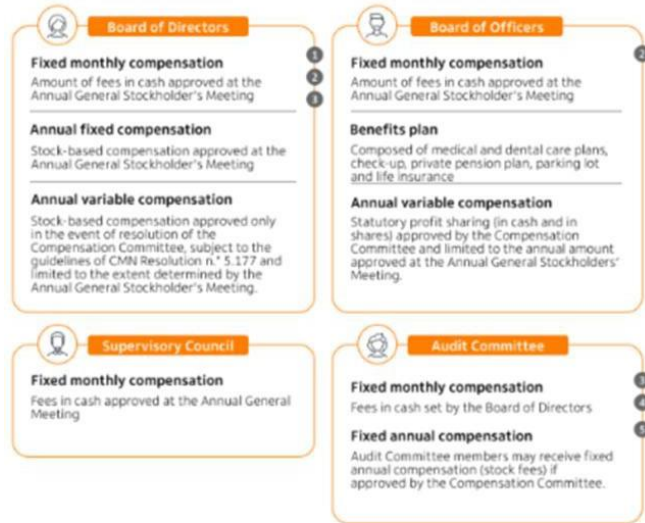 Board of Directors
Fixed monthly compensation
Amount of fees in cash approved at the
Annual General Stockholder's Meeting
1
2
3
Annual fixed compensation
Stock-based compensation approved at the
Annual General Stockholder's Meeting
Annual variable compensation
Stock-based compensation approved only
in the event of resolution of the
Compensation Committee, subject to the
guidelines of CMN Resolution n.° 5.177 and
limited to the extent determined by the
Annual General Stockholder's Meeting.
Board of Officers
Fixed monthly compensation
Amount of fees in cash approved at the
Annual General Stockholder's Meeting
2
Benefits plan
Composed of medical and dental care plans,
check-up, private pension plan, parking lot
and life insurance
Annual variable compensation
Statutory profit sharing (in cash and in
shares) approved by the Compensation
Committee and limited to the annual amount
approved at the Annual General Stockholders'
Meeting.
Supervisory Council
Fixed monthly compensation
Fees in cash approved at the Annual General
Meeting
Audit Committee
Fixed monthly compensation
Fees in cash set by the Board of Directors
3
4
5
Fixed annual compensation
Audit Committee members may receive fixed
annual compensation (stock fees) if
approved by the Compensation Committee.